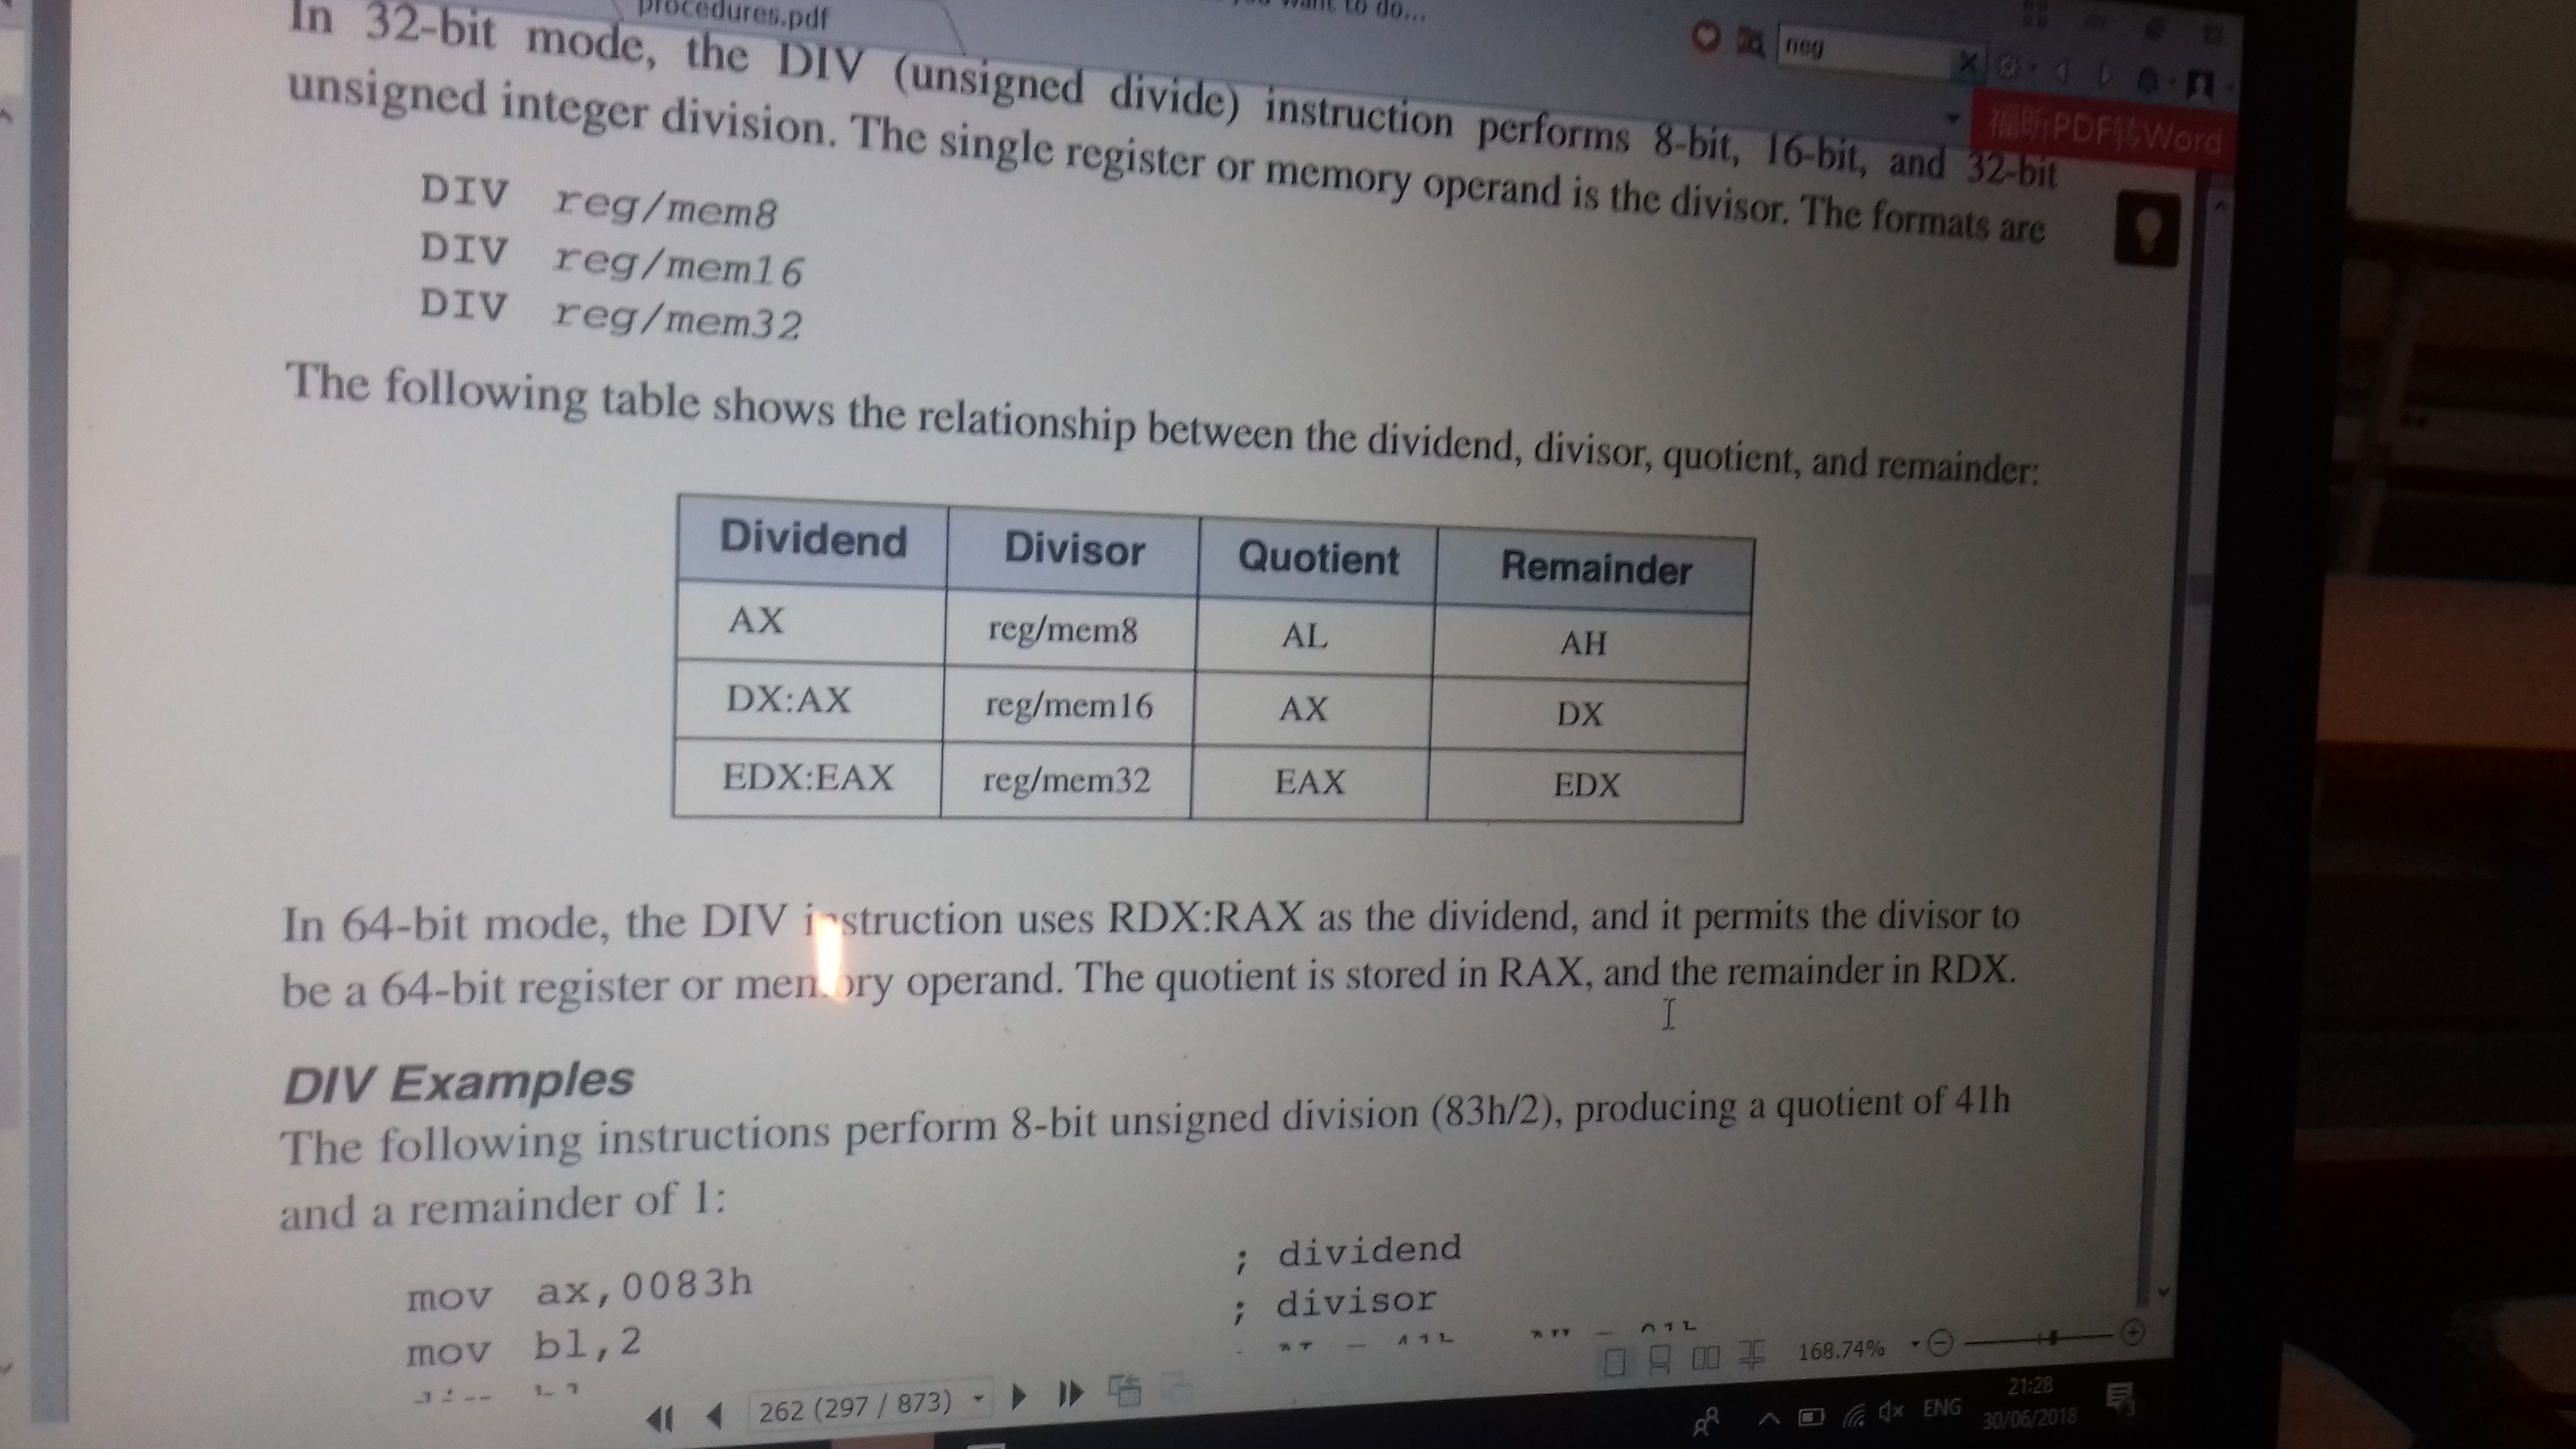 procedures.pdf
want to do...
neg
福昕PDF转Word
In 32-bit mode, the DIV (unsigned divide) instruction performs 8-bit, 16-bit, and 32-bit
unsigned integer division. The single register or memory operand is the divisor. The formats are
DIV reg/mem8
DIV reg/mem16
DIV reg/mem32
The following table shows the relationship between the dividend, divisor, quotient, and remainder:
Dividend Divisor Quotient Remainder
AX reg/mem8 AL AH
DX:AX reg/mem16 AX DX
EDX:EAX reg/mem32 EAX EDX
In 64-bit mode, the DIV instruction uses RDX:RAX as the dividend, and it permits the divisor to
be a 64-bit register or memory operand. The quotient is stored in RAX, and the remainder in RDX.
DIV Examples
The following instructions perform 8-bit unsigned division (83h/2), producing a quotient of 41h
and a remainder of 1:
mov ax,0083h ; dividend
mov bl,2 ; divisor
168.74%
262 (297 / 873)
ENG
21:28
30/06/2018